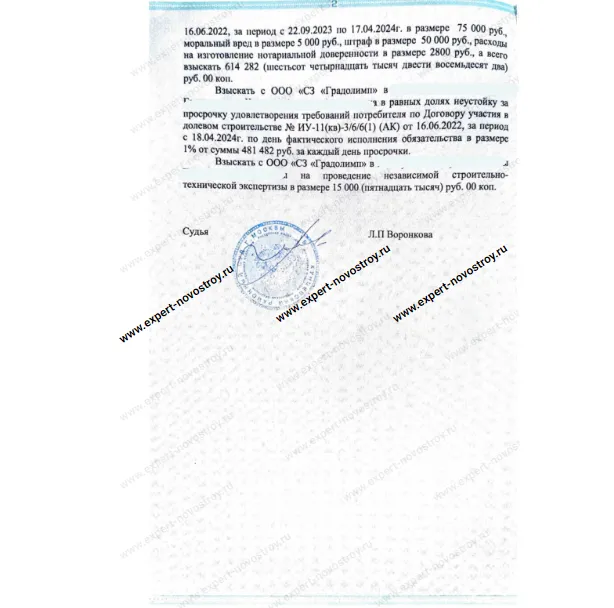 2
16.06.2022, за период с 22.09.2023 по 17.04.2024г. в размере 75 000 руб.,
моральный вред в размере 5 000 руб., штраф в размере 50 000 руб., расходы
на изготовление нотариальной доверенности в размере 2800 руб., а всего
взыскать 614 282 (шестьсот четырнадцать тысяч двести восемьдесят два)
руб. 00 коп.
Взыскать с ООО «СЗ «Градолимп» в
в равных долях неустойку за
просрочку удовлетворения требований потребителя по Договору участия в
долевом строительстве № ИУ-11(кв)-3/6/6(1) (АК) от 16.06.2022, за период
с 18.04.2024г. по день фактического исполнения обязательства в размере
1% от суммы 481 482 руб. за каждый день просрочки.
Взыскать с ООО «СЗ «Градолимп» в
на проведение независимой строительно-
технической экспертизы в размере 15 000 (пятнадцать тысяч) руб. 00 коп.
Судья
Л.П Воронкова
МОСКВЫ
www.expert-novostroy.ru
www.expert-novostroy.ru
www.expert-novostroy.ru